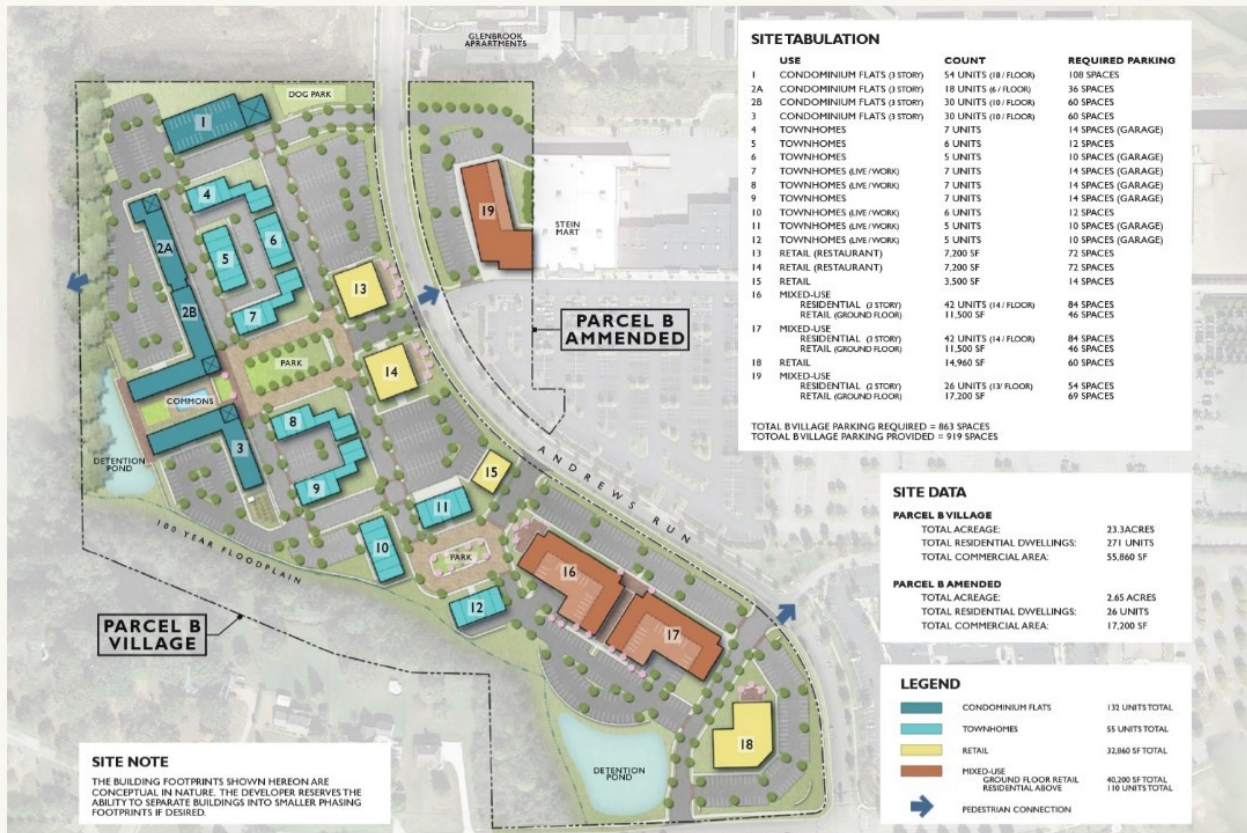 GLENBROOK
APRARTMENTS
DOG PARK
1
2A
2B
3
4
5
6
7
8
9
10
11
12
13
14
15
16
17
18
19
STEIN
MART
PARCEL B
AMMENDED
PARK
COMMONS
DETENTION
POND
100 YEAR FLOODPLAIN
ANDREWS RUN
PARK
PARCEL B
VILLAGE
DETENTION
POND
SITE NOTE
THE BUILDING FOOTPRINTS SHOWN HEREON ARE
CONCEPTUAL IN NATURE. THE DEVELOPER RESERVES THE
ABILITY TO SEPARATE BUILDINGS INTO SMALLER PHASING
FOOTPRINTS IF DESIRED.
SITE TABULATION
USE COUNT REQUIRED PARKING
1 CONDOMINIUM FLATS (3 STORY) 54 UNITS (18 / FLOOR) 108 SPACES
2A CONDOMINIUM FLATS (3 STORY) 18 UNITS (6 / FLOOR) 36 SPACES
2B CONDOMINIUM FLATS (3 STORY) 30 UNITS (10 / FLOOR) 60 SPACES
3 CONDOMINIUM FLATS (3 STORY) 30 UNITS (10 / FLOOR) 60 SPACES
4 TOWNHOMES 7 UNITS 14 SPACES (GARAGE)
5 TOWNHOMES 6 UNITS 12 SPACES
6 TOWNHOMES 5 UNITS 10 SPACES (GARAGE)
7 TOWNHOMES (LIVE / WORK) 7 UNITS 14 SPACES (GARAGE)
8 TOWNHOMES (LIVE / WORK) 7 UNITS 14 SPACES (GARAGE)
9 TOWNHOMES 7 UNITS 14 SPACES (GARAGE)
10 TOWNHOMES (LIVE / WORK) 6 UNITS 12 SPACES
11 TOWNHOMES (LIVE / WORK) 5 UNITS 10 SPACES (GARAGE)
12 TOWNHOMES (LIVE / WORK) 5 UNITS 10 SPACES (GARAGE)
13 RETAIL (RESTAURANT) 7,200 SF 72 SPACES
14 RETAIL (RESTAURANT) 7,200 SF 72 SPACES
15 RETAIL 3,500 SF 14 SPACES
16 MIXED-USE
RESIDENTIAL (3 STORY) 42 UNITS (14 / FLOOR) 84 SPACES
RETAIL (GROUND FLOOR) 11,500 SF 46 SPACES
17 MIXED-USE
RESIDENTIAL (3 STORY) 42 UNITS (14 / FLOOR) 84 SPACES
RETAIL (GROUND FLOOR) 11,500 SF 46 SPACES
18 RETAIL 14,960 SF 60 SPACES
19 MIXED-USE
RESIDENTIAL (2 STORY) 26 UNITS (13/ FLOOR) 54 SPACES
RETAIL (GROUND FLOOR) 17,200 SF 69 SPACES
TOTAL B VILLAGE PARKING REQUIRED = 863 SPACES
TOTOAL B VILLAGE PARKING PROVIDED = 919 SPACES
SITE DATA
PARCEL B VILLAGE
TOTAL ACREAGE: 23.3 ACRES
TOTAL RESIDENTIAL DWELLINGS: 271 UNITS
TOTAL COMMERCIAL AREA: 55,860 SF
PARCEL B AMENDED
TOTAL ACREAGE: 2.65 ACRES
TOTAL RESIDENTIAL DWELLINGS: 26 UNITS
TOTAL COMMERCIAL AREA: 17,200 SF
LEGEND
CONDOMINIUM FLATS 132 UNITS TOTAL
TOWNHOMES 55 UNITS TOTAL
RETAIL 32,860 SF TOTAL
MIXED-USE
GROUND FLOOR RETAIL 40,200 SF TOTAL
RESIDENTIAL ABOVE 110 UNITS TOTAL
PEDESTRIAN CONNECTION